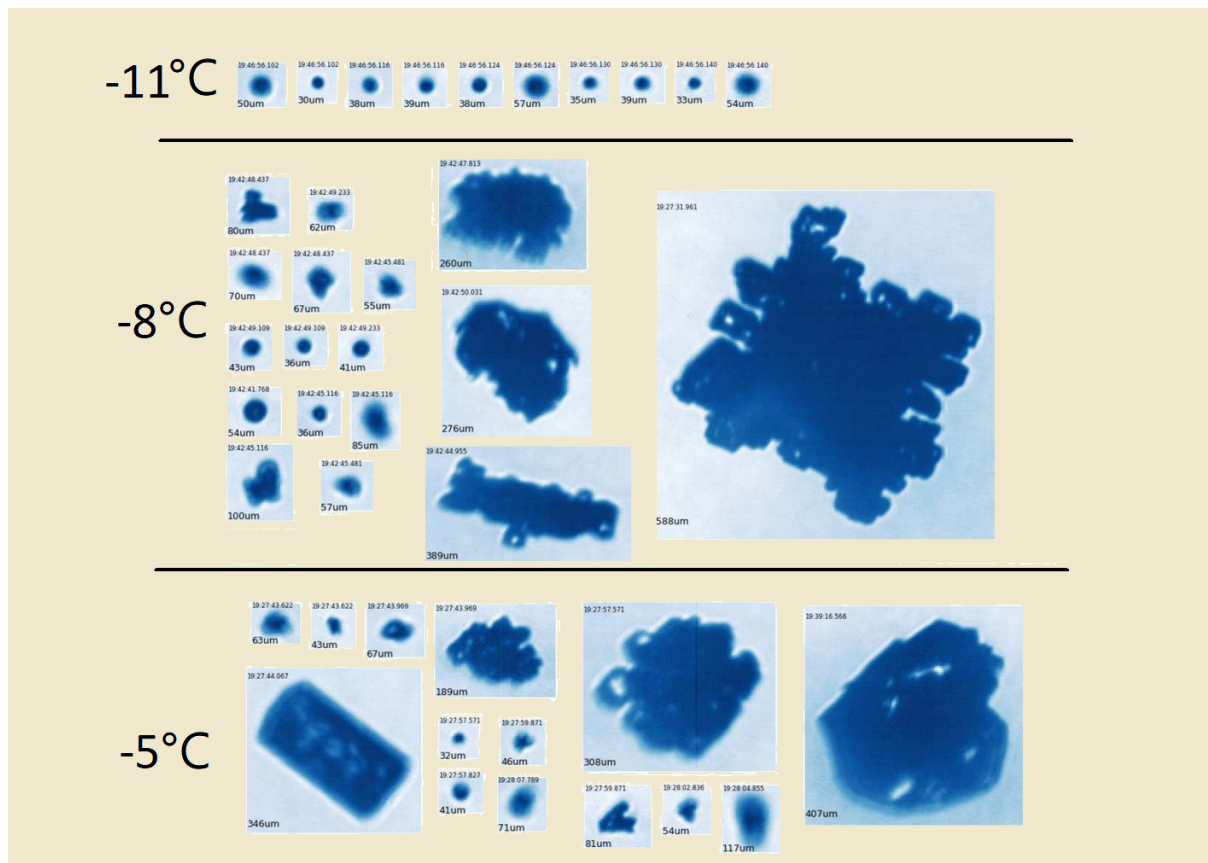 -11°C
19:46:56.102
50um
19:46:56.102
30um
19:46:56.116
38um
19:46:56.116
39um
19:46:56.124
38um
19:46:56.124
57um
19:46:56.130
35um
19:46:56.130
39um
19:46:56.140
33um
19:46:56.140
54um
-8°C
19:42:48.437
80um
19:42:49.233
62um
19:42:48.437
70um
19:42:48.437
67um
19:42:45.481
55um
19:42:49.109
43um
19:42:49.109
36um
19:42:49.233
41um
19:42:41.768
54um
19:42:45.116
36um
19:42:45.116
85um
19:42:45.116
100um
19:42:45.481
57um
19:42:47.813
260um
19:42:50.031
276um
19:42:44.955
389um
19:27:31.961
588um
-5°C
19:27:43.622
63um
19:27:43.622
43um
19:27:43.969
67um
19:27:44.067
346um
19:27:43.969
189um
19:27:57.571
32um
19:27:59.871
46um
19:27:57.827
41um
19:28:07.789
71um
19:27:57.571
308um
19:27:59.871
81um
19:28:02.836
54um
19:28:04.855
117um
19:39:16.566
407um